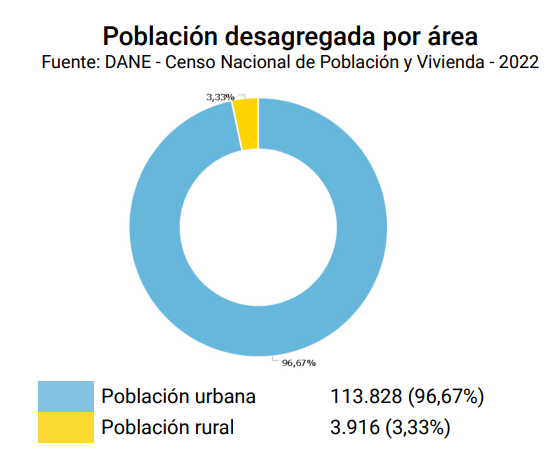 Población desagregada por área
Fuente: DANE - Censo Nacional de Población y Vivienda - 2022
3,33%
96,67%
Población urbana 113.828 (96,67%)
Población rural 3.916 (3,33%)